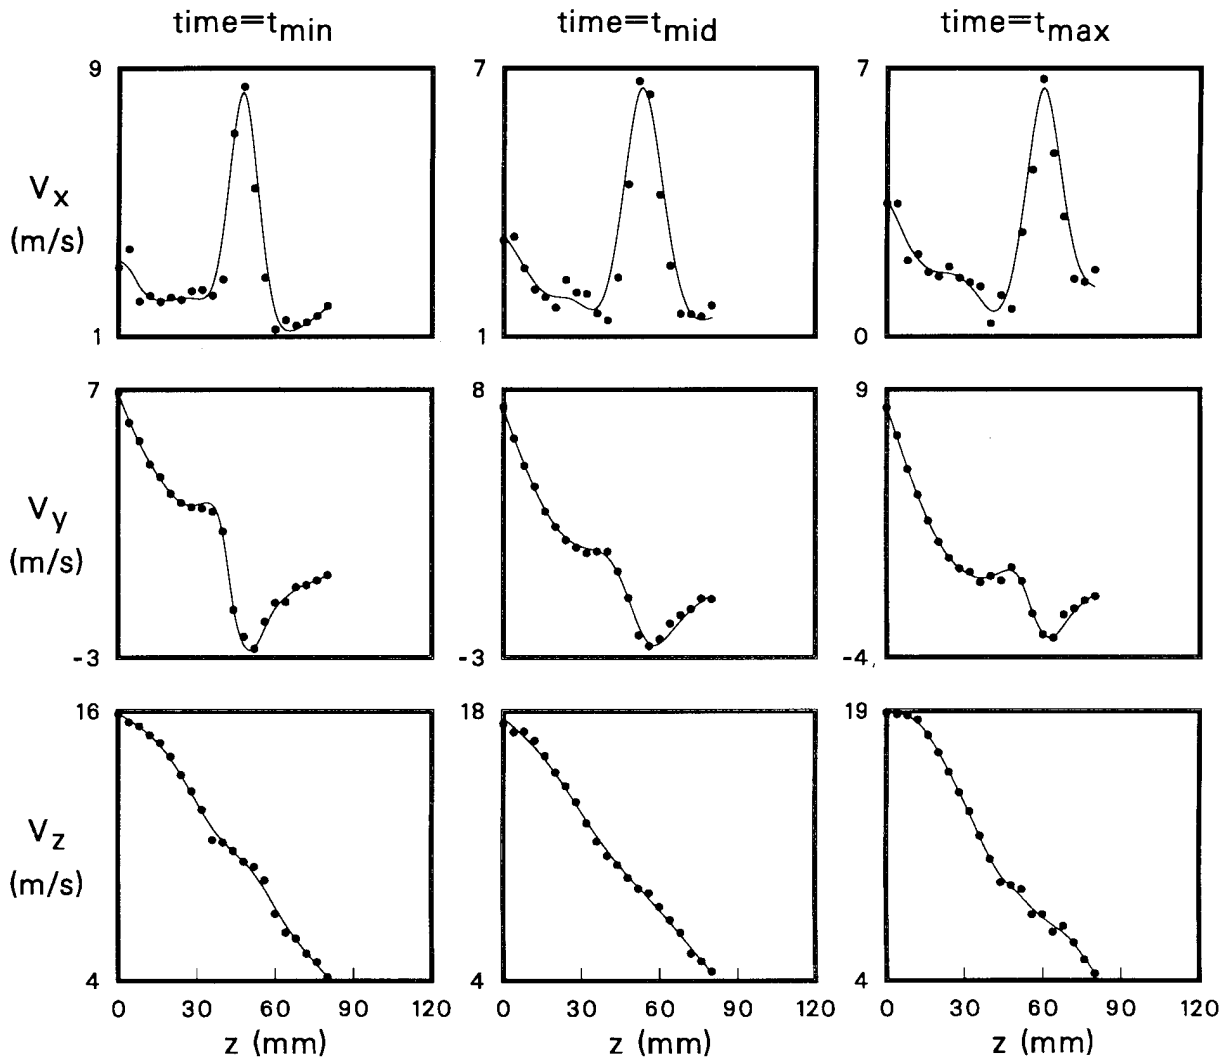 time=tmin time=tmid time=tmax
9 7 7
Vx
(m/s)
1 1 0
7 8 9
Vy
(m/s)
-3 -3 -4
16 18 19
Vz
(m/s)
4 4 4
0 30 60 90 120 0 30 60 90 120 0 30 60 90 120
z (mm) z (mm) z (mm)